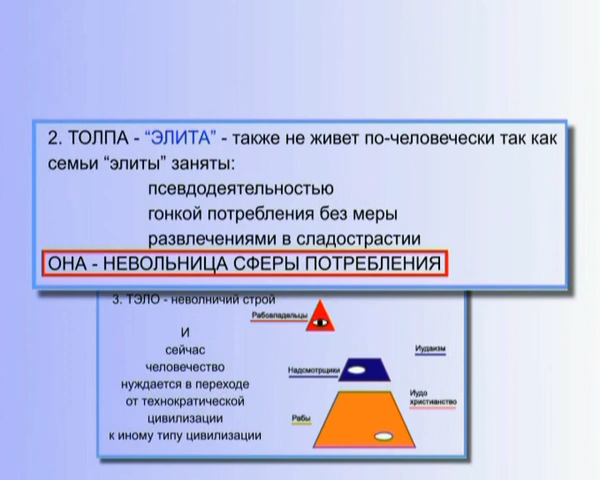 2. ТОЛПА - “ЭЛИТА” - также не живет по-человечески так как
семьи “элиты” заняты:
псевдодеятельностью
гонкой потребления без меры
развлечениями в сладострастии
ОНА - НЕВОЛЬНИЦА СФЕРЫ ПОТРЕБЛЕНИЯ
3. ТЭЛО - неволничий строй
Рабовладельцы
И
сейчас
человечество
нуждается в переходе
от технократической
цивилизации
к иному типу цивилизации
Иудаизм
Надсмотрщики
Иудо
христианство
Рабы